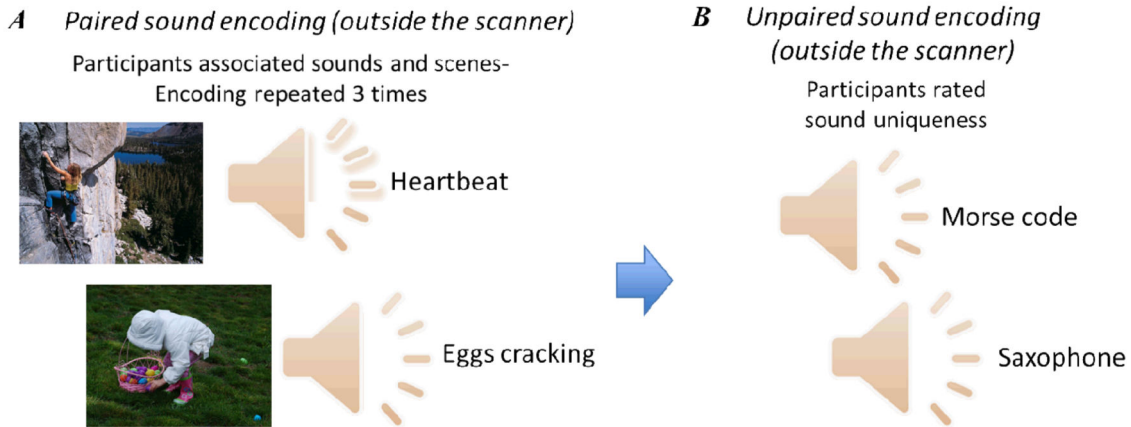 A Paired sound encoding (outside the scanner)
Participants associated sounds and scenes-
Encoding repeated 3 times
Heartbeat
Eggs cracking
B Unpaired sound encoding
(outside the scanner)
Participants rated
sound uniqueness
Morse code
Saxophone